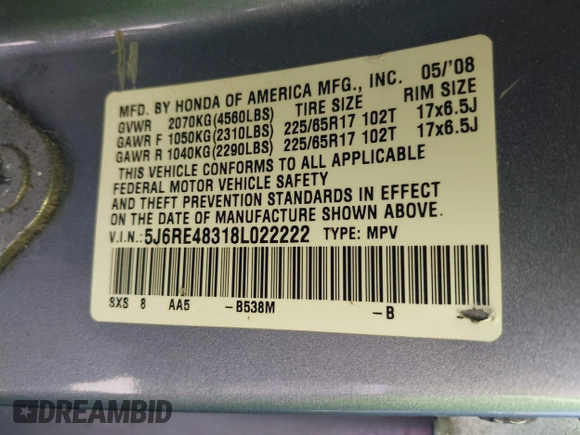 MFD. BY HONDA OF AMERICA MFG., INC. 05/'08
GVWR 2070KG(4560LBS) TIRE SIZE RIM SIZE
GAWR F 1050KG(2310LBS) 225/65R17 102T 17x6.5J
GAWR R 1040KG(2290LBS) 225/65R17 102T 17x6.5J
THIS VEHICLE CONFORMS TO ALL APPLICABLE
FEDERAL MOTOR VEHICLE SAFETY
AND THEFT PREVENTION STANDARDS IN EFFECT
ON THE DATE OF MANUFACTURE SHOWN ABOVE.
V.I.N.:5J6RE48318L022222 TYPE: MPV
SXS 8 AA5 -B538M -B
DREAMBID